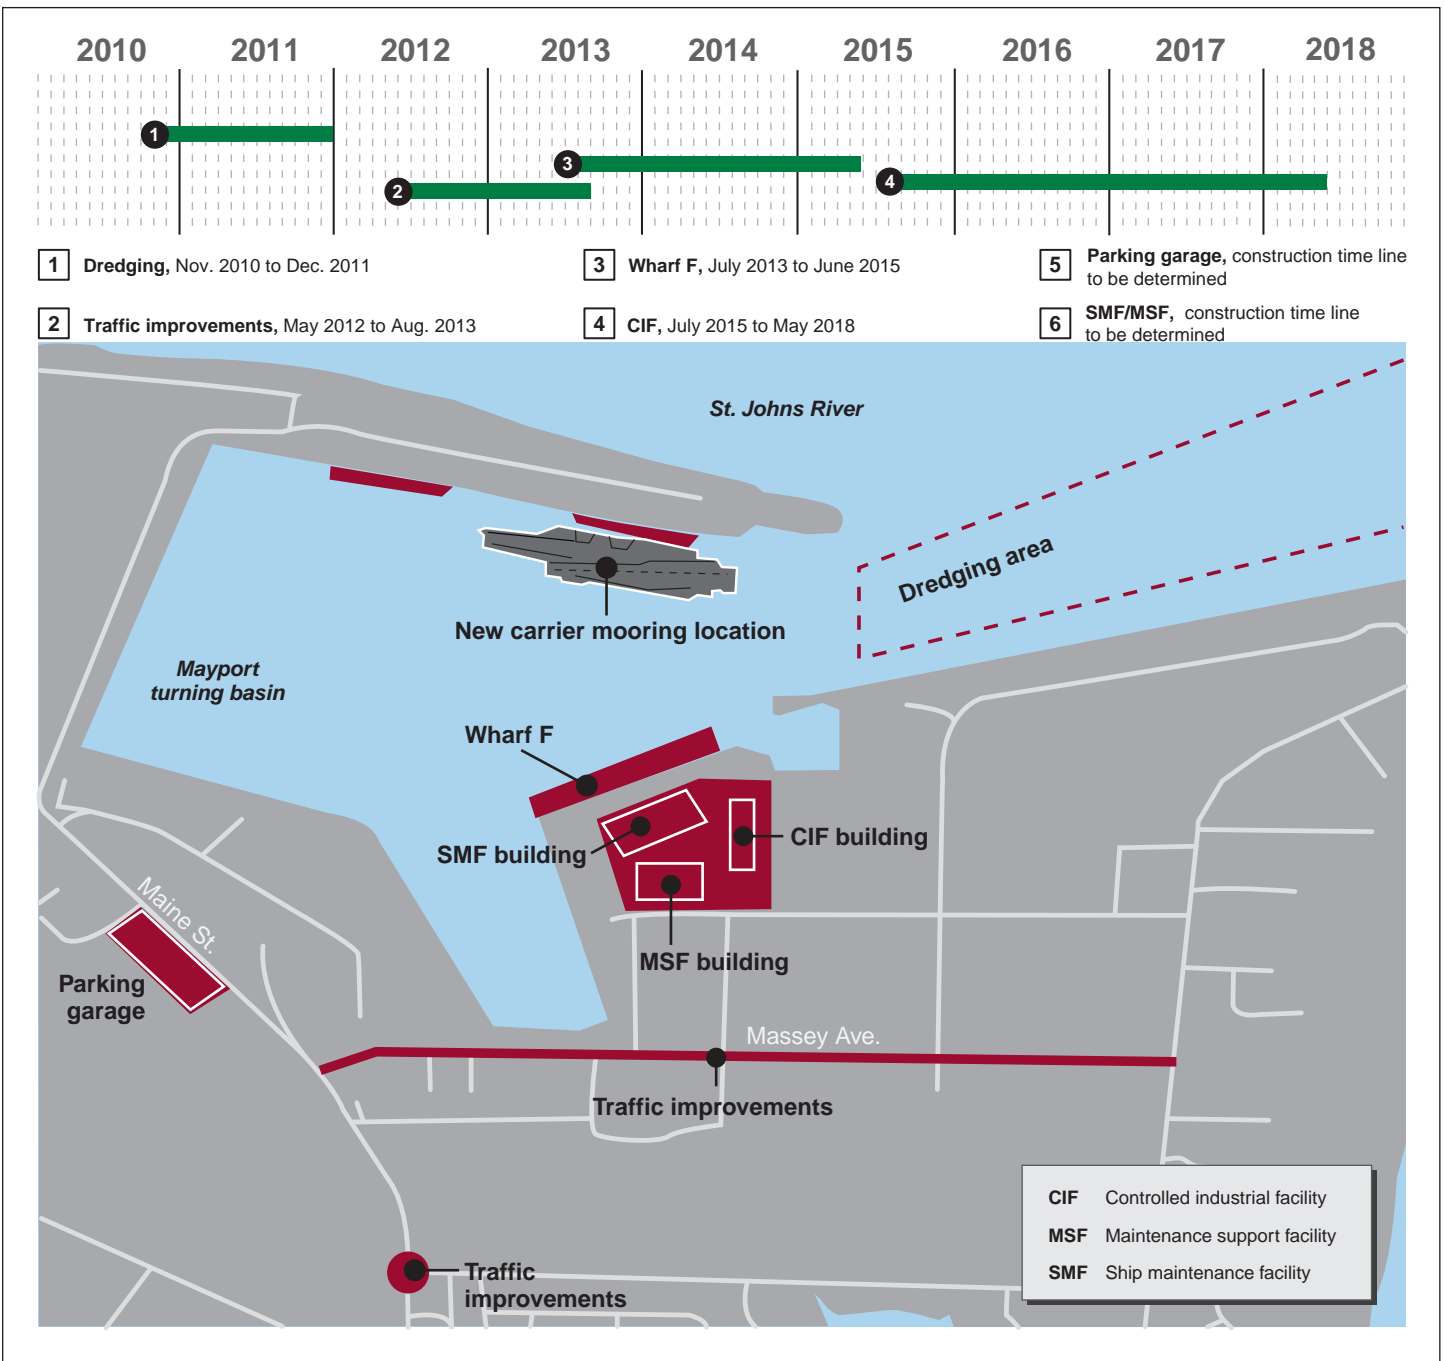 2010 2011 2012 2013 2014 2015 2016 2017 2018
1
3
2
4
1 Dredging, Nov. 2010 to Dec. 2011
2 Traffic improvements, May 2012 to Aug. 2013
3 Wharf F, July 2013 to June 2015
4 CIF, July 2015 to May 2018
5 Parking garage, construction time line
to be determined
6 SMF/MSF, construction time line
to be determined
St. Johns River
Dredging area
New carrier mooring location
Mayport
turning basin
Wharf F
SMF building
CIF building
MSF building
Maine St.
Parking
garage
Massey Ave.
Traffic improvements
Traffic
improvements
CIF Controlled industrial facility
MSF Maintenance support facility
SMF Ship maintenance facility